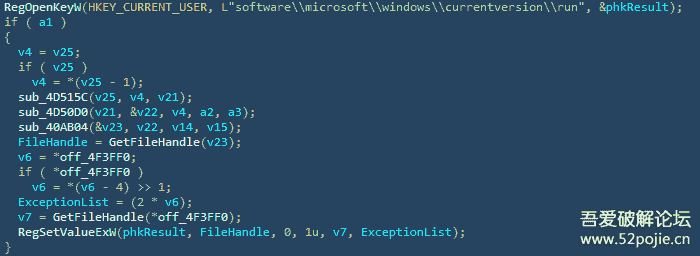 RegOpenKeyW(HKEY_CURRENT_USER, L"software\\microsoft\\windows\\currentversion\\run", &phkResult);
if ( a1 )
{
  v4 = v25;
  if ( v25 )
    v4 = *(v25 - 1);
  sub_4D515C(v25, v4, v21);
  sub_4D50D0(v21, &v22, v4, a2, a3);
  sub_40AB04(&v23, v22, v14, v15);
  FileHandle = GetFileHandle(v23);
  v6 = *off_4F3FF0;
  if ( *off_4F3FF0 )
    v6 = *(v6 - 4) >> 1;
  ExceptionList = (2 * v6);
  v7 = GetFileHandle(*off_4F3FF0);
  RegSetValueExW(phkResult, FileHandle, 0, 1u, v7, ExceptionList);
}
吾爱破解论坛
www.52pojie.cn